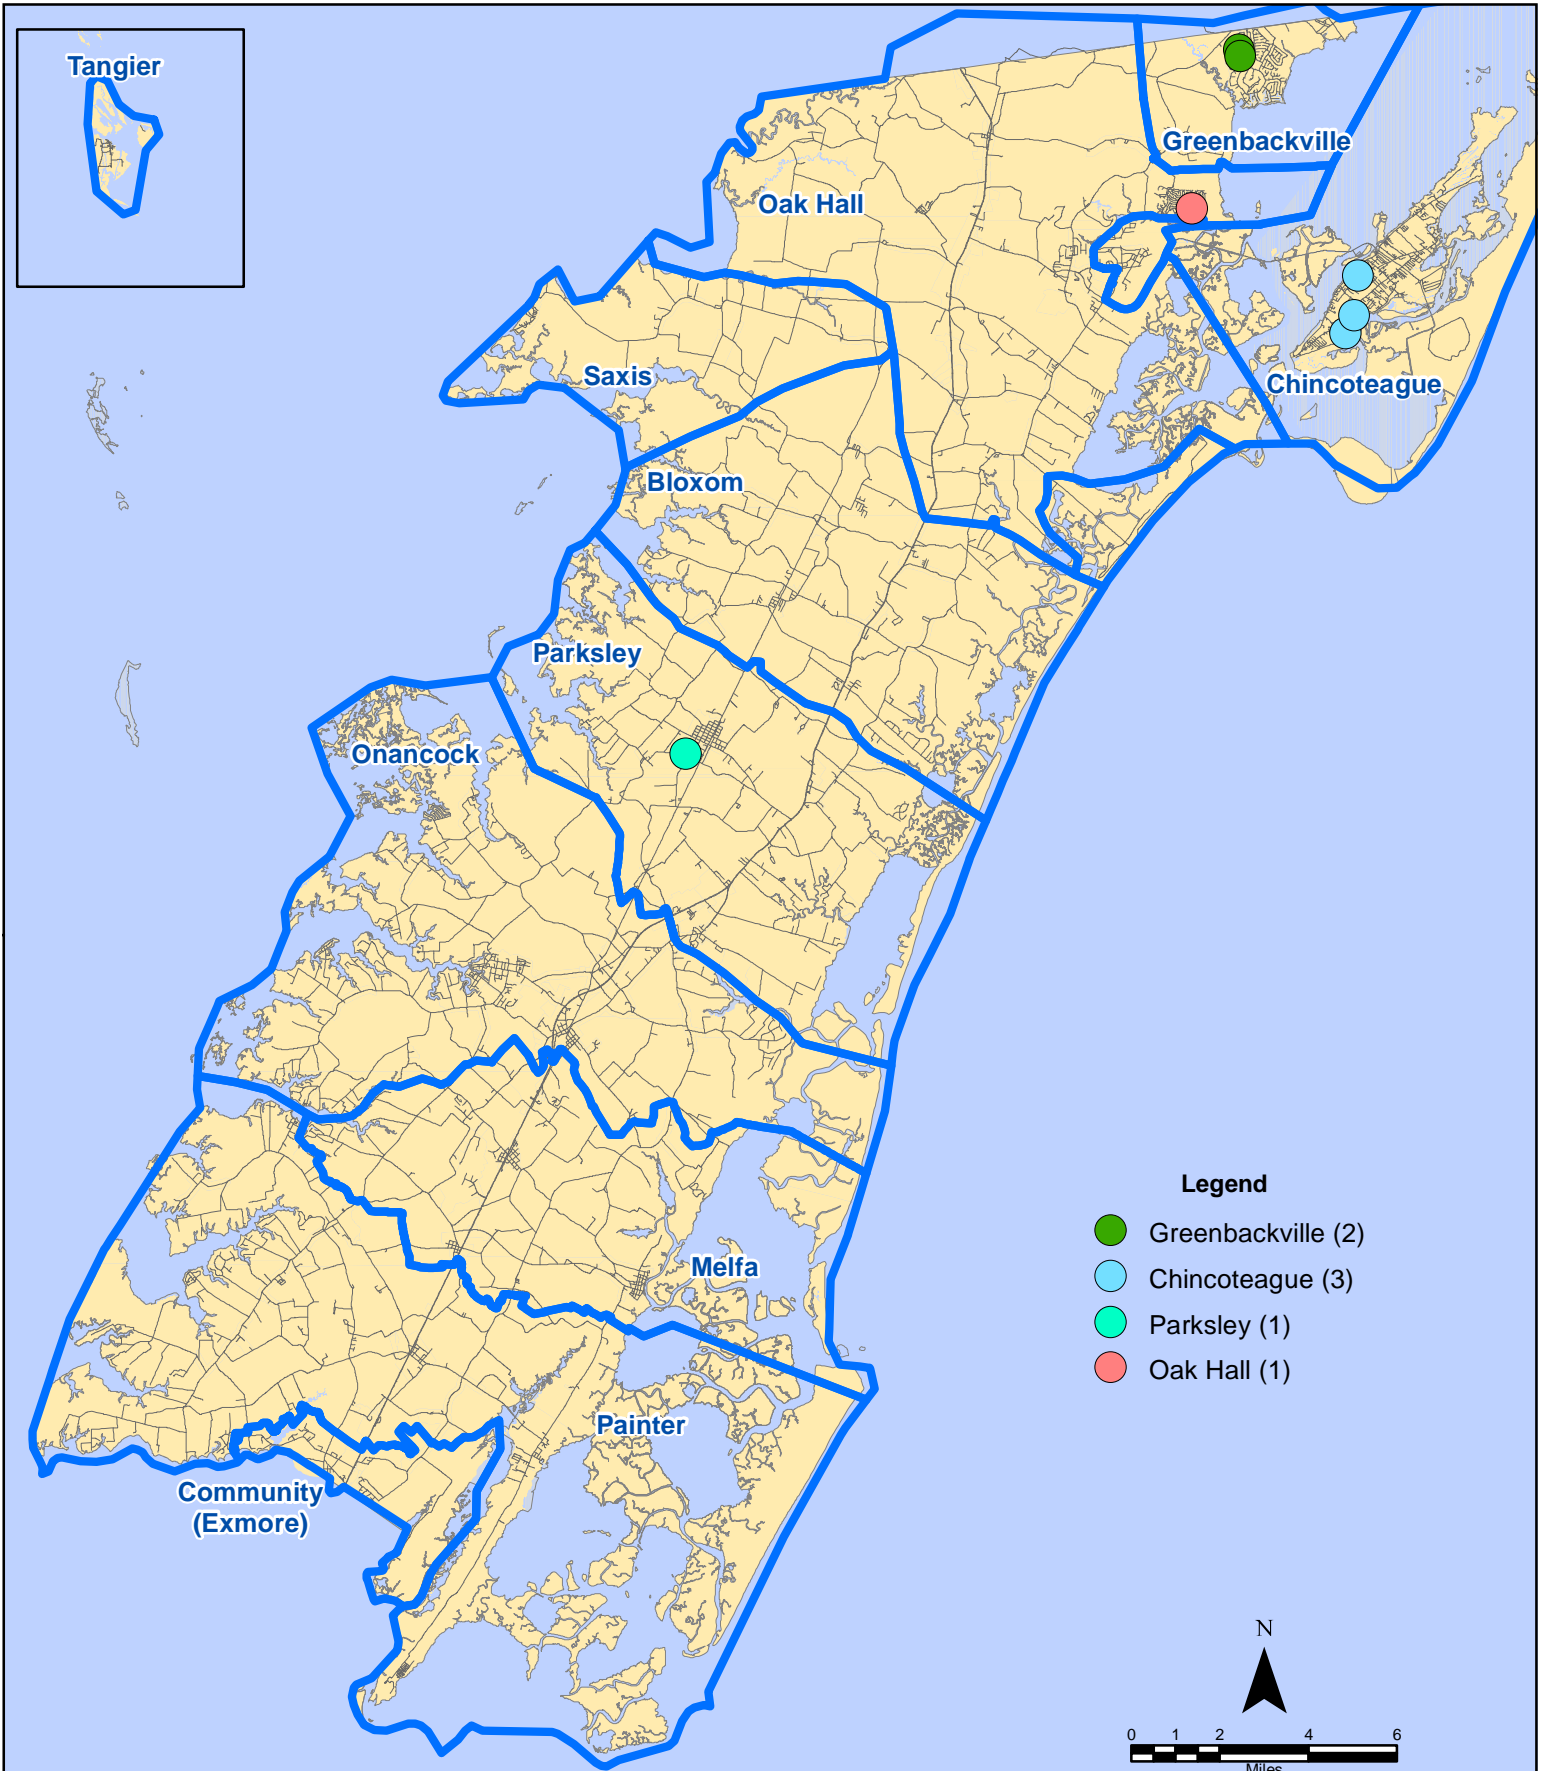 Tangier
Greenbackville
Oak Hall
Saxis
Chincoteague
Bloxom
Parksley
Onancock
Melfa
Painter
Community
(Exmore)
Legend
Greenbackville (2)
Chincoteague (3)
Parksley (1)
Oak Hall (1)
N
0 1 2 4 6
Miles